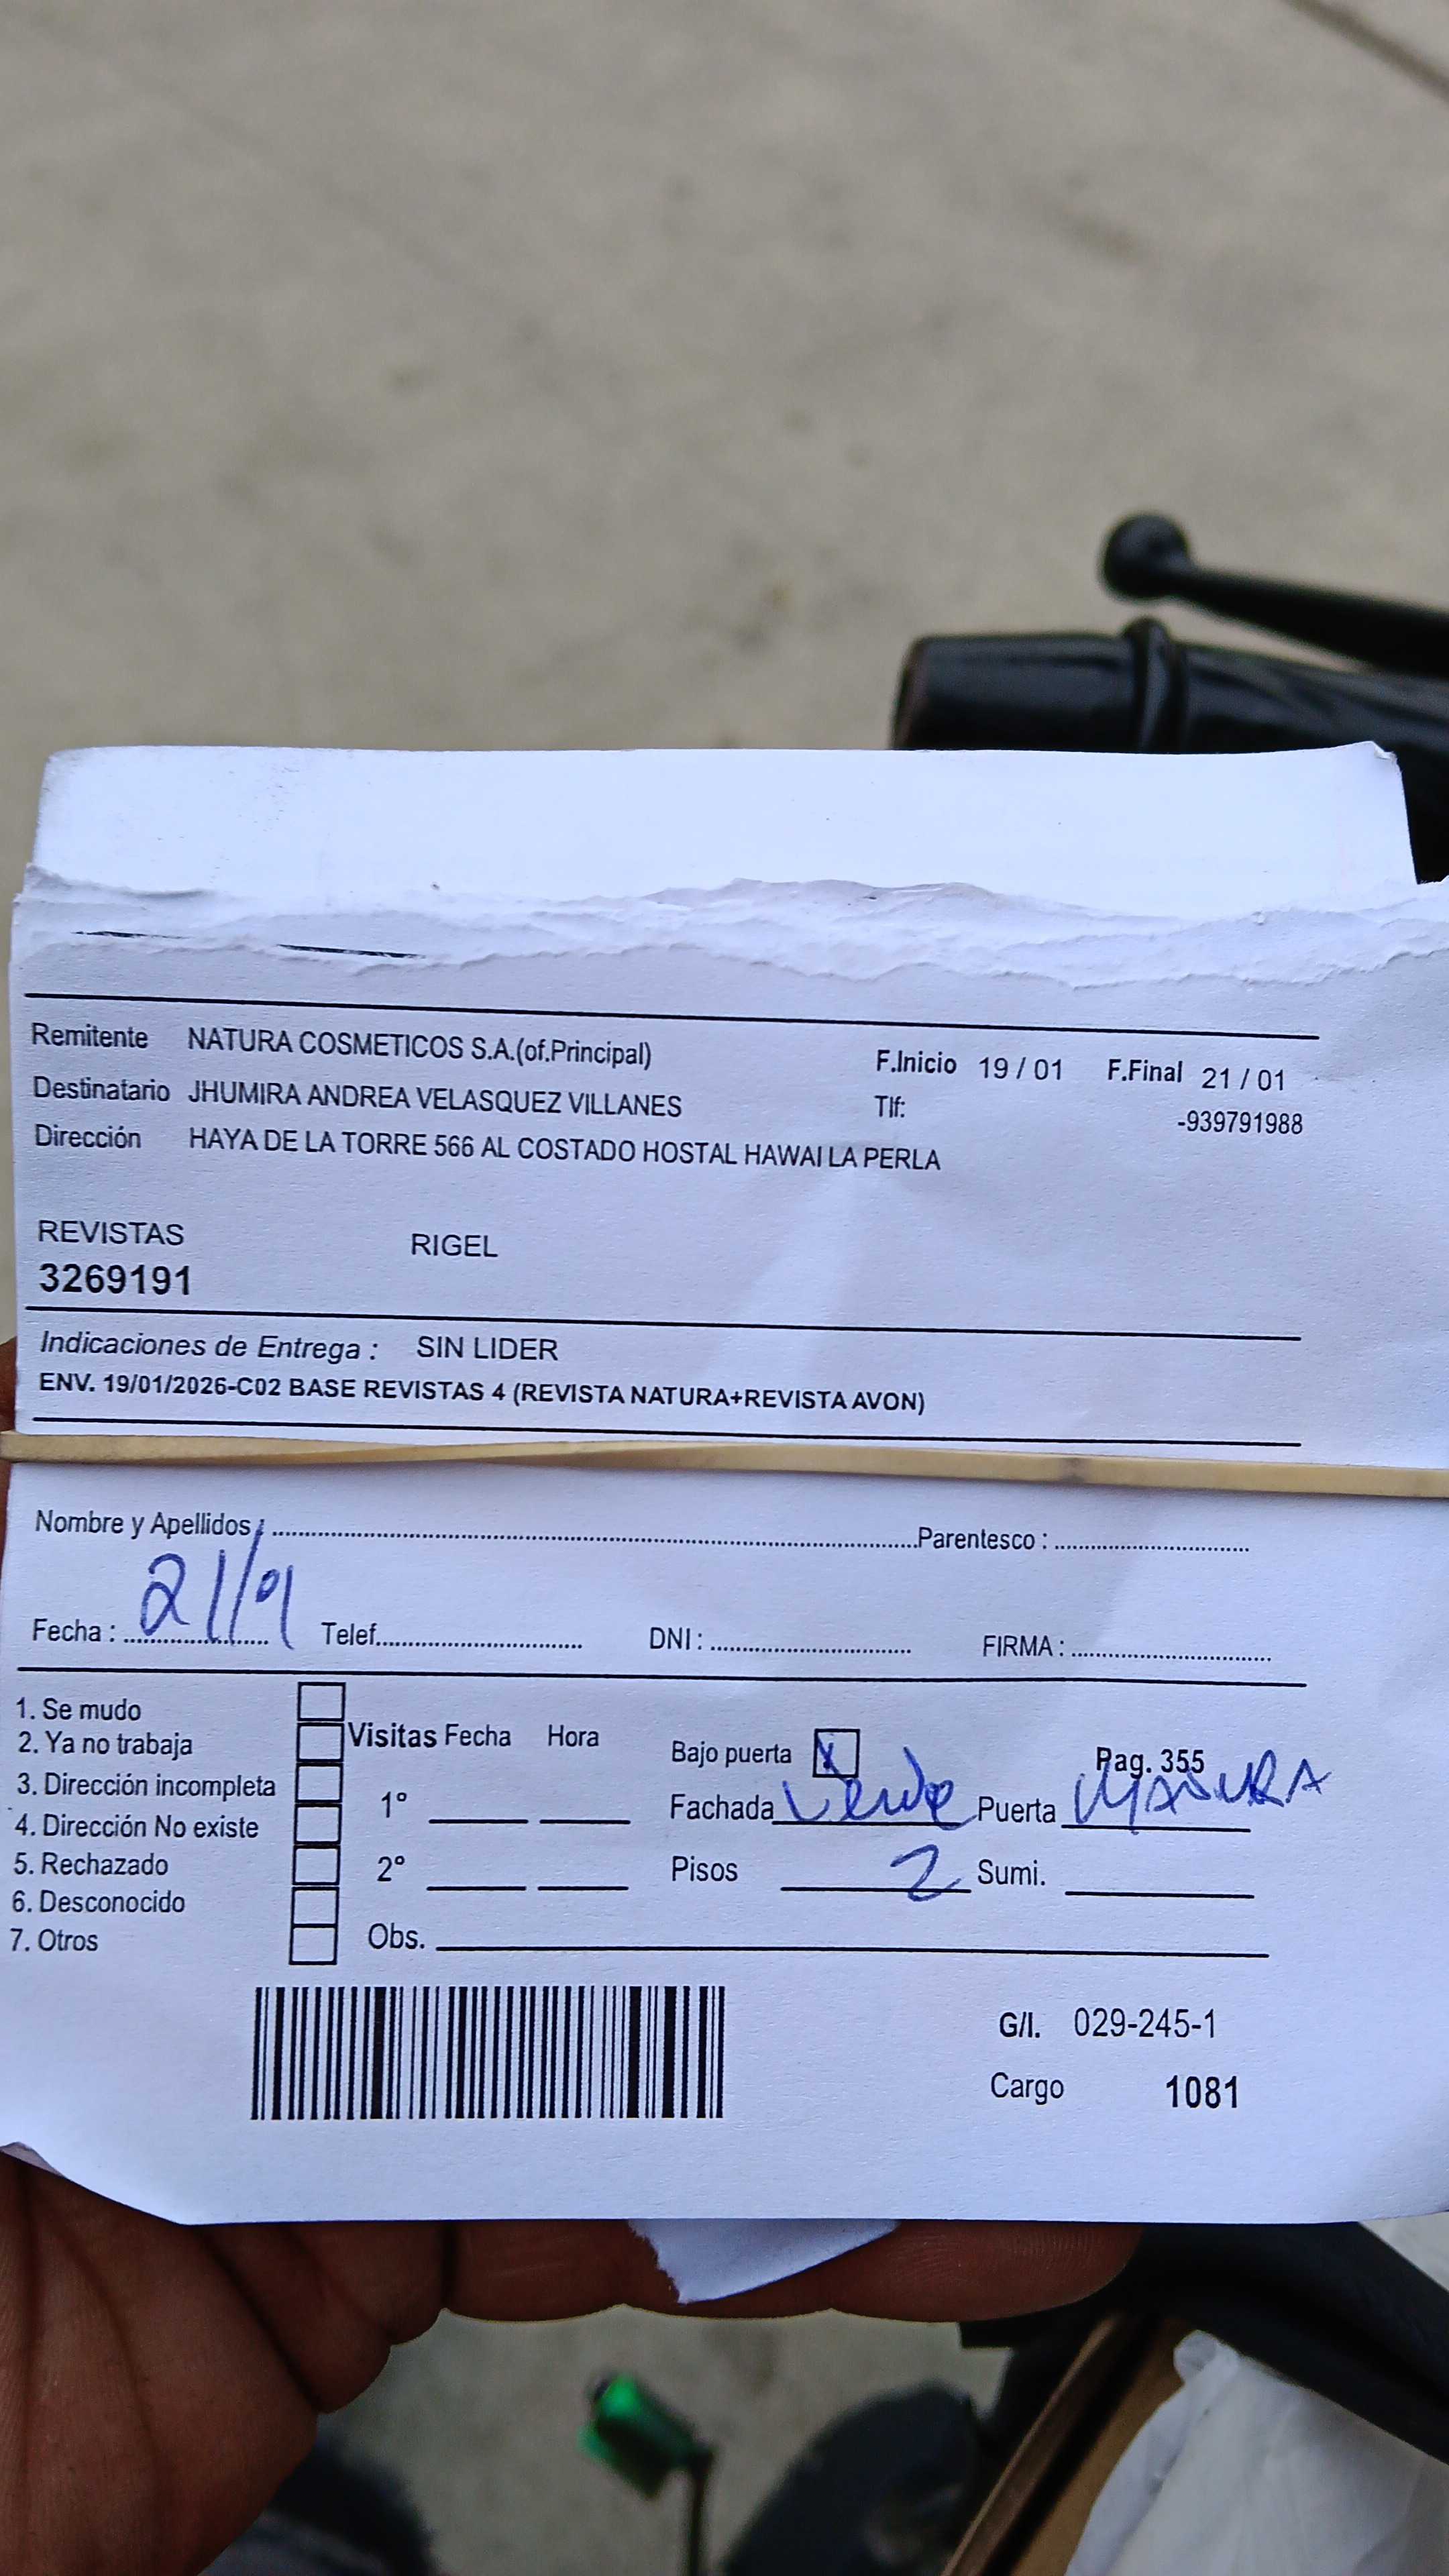 Remitente NATURA COSMETICOS S.A.(of.Principal) F.Inicio 19 / 01 F.Final 21 / 01
Destinatario JHUMIRA ANDREA VELASQUEZ VILLANES Tlf: -939791988
Dirección HAYA DE LA TORRE 566 AL COSTADO HOSTAL HAWAI LA PERLA
REVISTAS RIGEL
3269191
Indicaciones de Entrega : SIN LIDER
ENV. 19/01/2026-C02 BASE REVISTAS 4 (REVISTA NATURA+REVISTA AVON)
Nombre y Apellidos : Parentesco :
Fecha : 21/01 Telef. DNI : FIRMA :
1. Se mudo
2. Ya no trabaja
3. Dirección incompleta
4. Dirección No existe
5. Rechazado
6. Desconocido
7. Otros
Visitas Fecha Hora
1°
2°
Obs.
Bajo puerta X Pag. 355
Fachada Verde Puerta MADERA
Pisos 2 Sumi.
G/I. 029-245-1
Cargo 1081